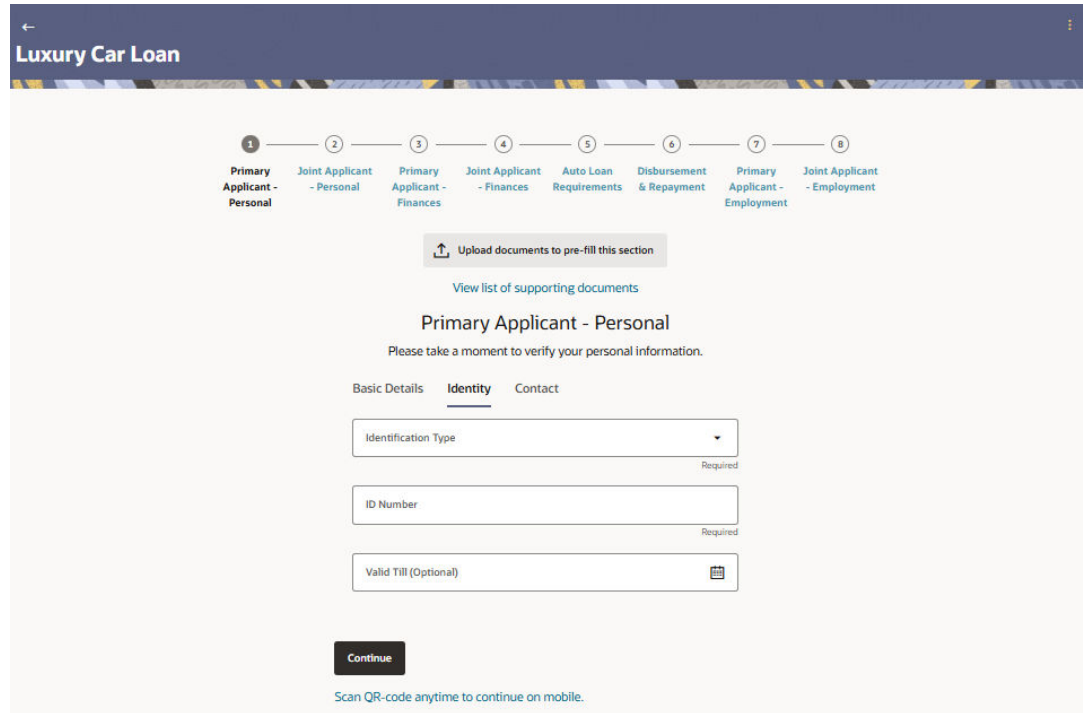 Luxury Car Loan
1 2 3 4 5 6 7 8
Primary Applicant - Personal
Joint Applicant - Personal
Primary Applicant - Finances
Joint Applicant - Finances
Auto Loan Requirements
Disbursement & Repayment
Primary Applicant - Employment
Joint Applicant - Employment
Upload documents to pre-fill this section
View list of supporting documents
Primary Applicant - Personal
Please take a moment to verify your personal information.
Basic Details Identity Contact
Identification Type
Required
ID Number
Required
Valid Till (Optional)
Continue
Scan QR-code anytime to continue on mobile.